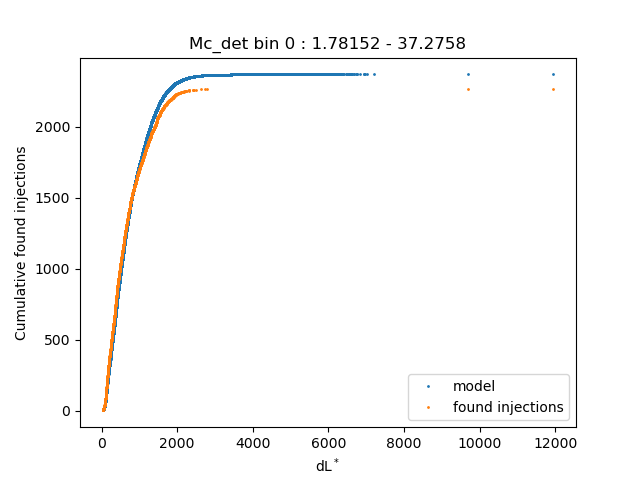 Mc_det bin 0 : 1.78152 - 37.2758
Cumulative found injections
2000
1500
1000
500
0
model
found injections
0 2000 4000 6000 8000 10000 12000
dL*